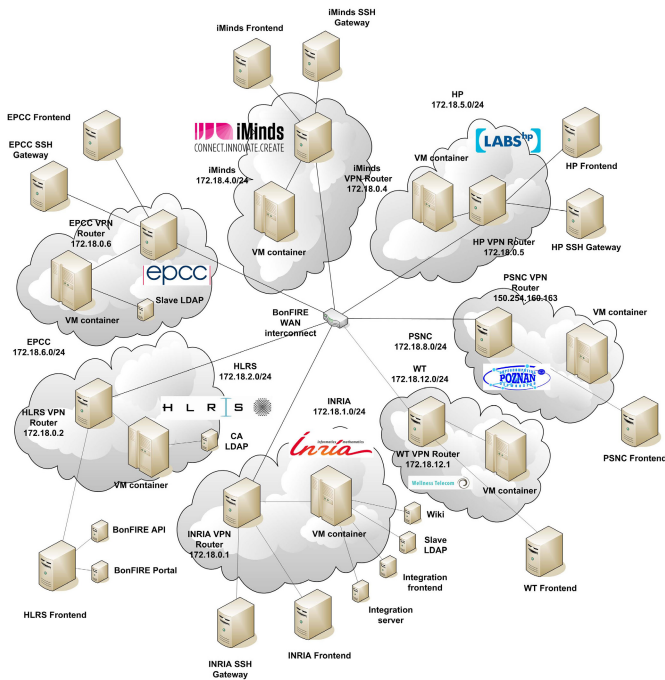 iMinds Frontend
iMinds SSH
Gateway
iMinds
CONNECT.INNOVATE.CREATE
iMinds
172.18.4.0/24
iMinds
VPN Router
172.18.0.4
VM container
HP
172.18.5.0/24
LABShp
VM container
HP VPN Router
172.18.0.5
HP Frontend
HP SSH Gateway
EPCC Frontend
EPCC SSH
Gateway
EPCC VPN
Router
172.18.0.6
epcc
Slave LDAP
VM container
EPCC
172.18.6.0/24
BonFIRE
WAN
interconnect
PSNC VPN
Router
150.254.160.163
VM container
PSNC
172.18.8.0/24
POZNAN
PSNC Frontend
HLRS
172.18.2.0/24
HLRS VPN
Router
172.18.0.2
HLRS
CA
LDAP
VM container
BonFIRE API
BonFIRE Portal
HLRS Frontend
WT
172.18.12.0/24
WT VPN Router
172.18.12.1
Wellness Telecom
VM container
WT Frontend
INRIA
172.18.1.0/24
informatics mathematics
Inria
INRIA VPN
Router
172.18.0.1
VM container
Wiki
Slave
LDAP
Integration
frontend
Integration
server
INRIA SSH
Gateway
INRIA Frontend